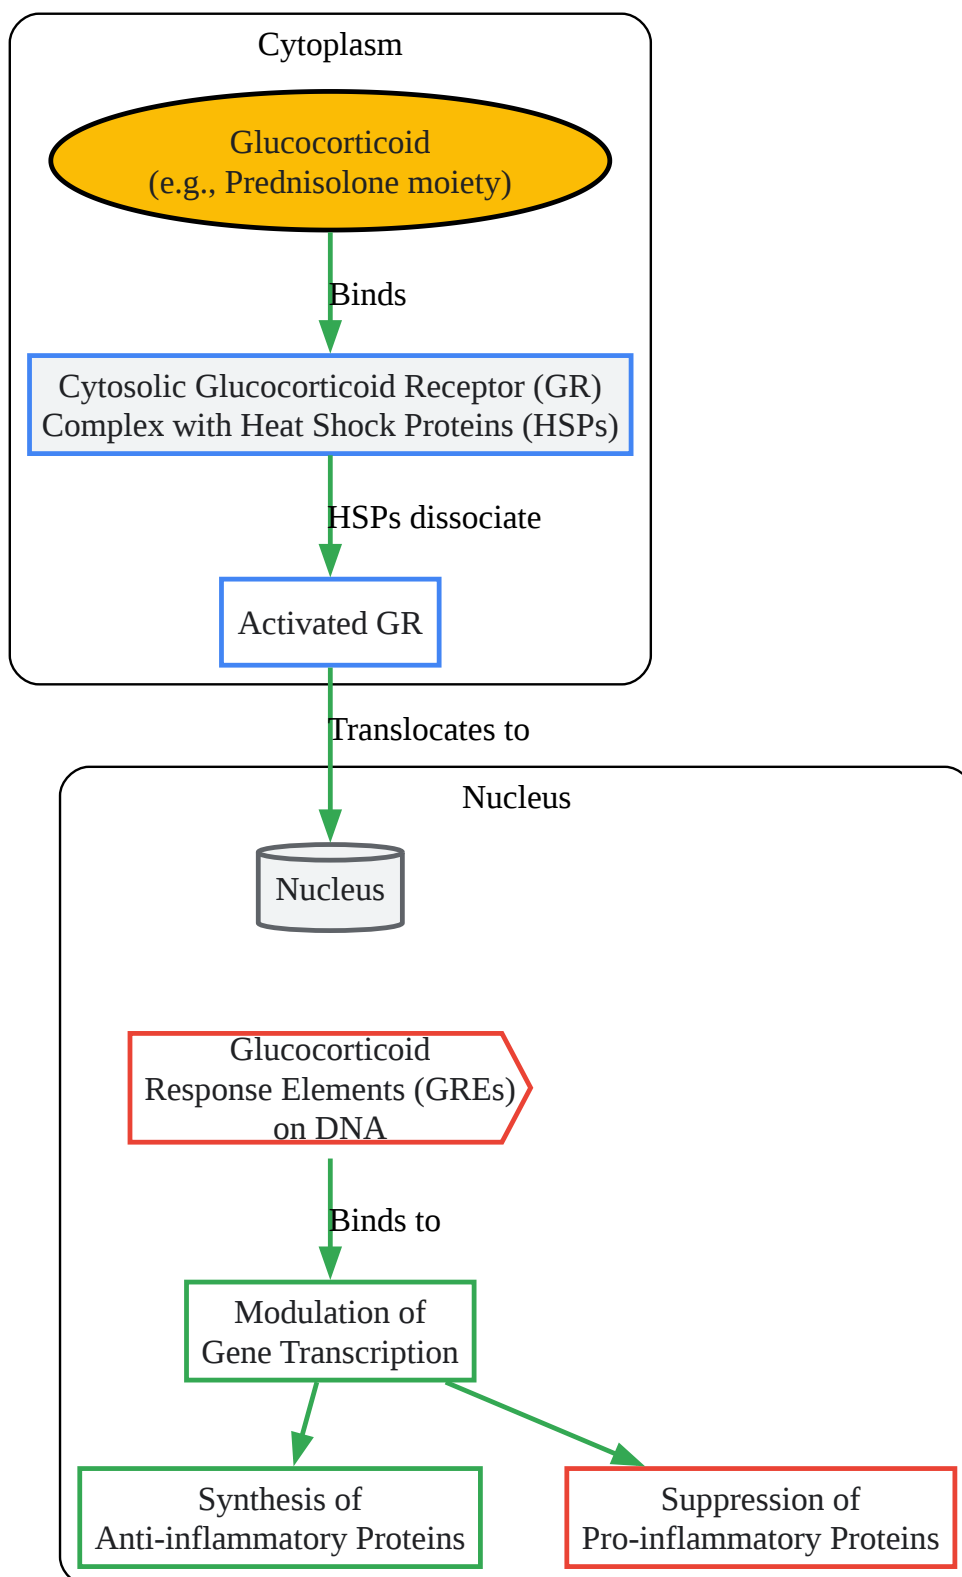 Cytoplasm
Glucocorticoid
(e.g., Prednisolone moiety)
Binds
Cytosolic Glucocorticoid Receptor (GR)
Complex with Heat Shock Proteins (HSPs)
HSPs dissociate
Activated GR
Translocates to
Nucleus
Nucleus
Glucocorticoid
Response Elements (GREs)
on DNA
Binds to
Modulation of
Gene Transcription
Synthesis of
Anti-inflammatory Proteins
Suppression of
Pro-inflammatory Proteins